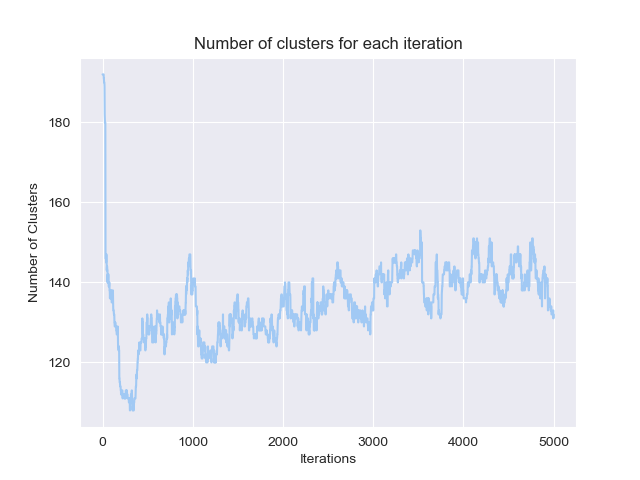 Number of clusters for each iteration
180
160
140
120
Number of Clusters
0 1000 2000 3000 4000 5000
Iterations